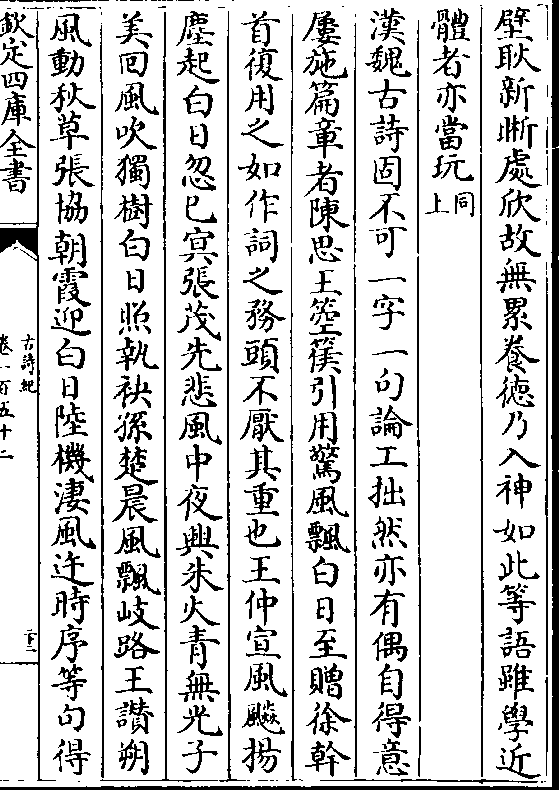 壁耿新晰處欣故無累養德乃入神如此等語雖學近
體者亦當玩同上
漢魏古詩固不可一字一句論工拙然亦有偶自得意
屢施篇章者陳思王箜篌引用驚風飄白日至贈徐幹
首復用之如作詞之務頭不厭其重也王仲宣風飈揚
塵起白日忽已冥張茂先悲風中夜興朱火青無光子
美回風吹獨樹白日照執袂孫楚晨風飄岐路王讃朔
風動秋草張協朝霞迎白日陸機淒風迕時序等句得
欽定四庫全書
古詩紀
卷一百五十二
二十二